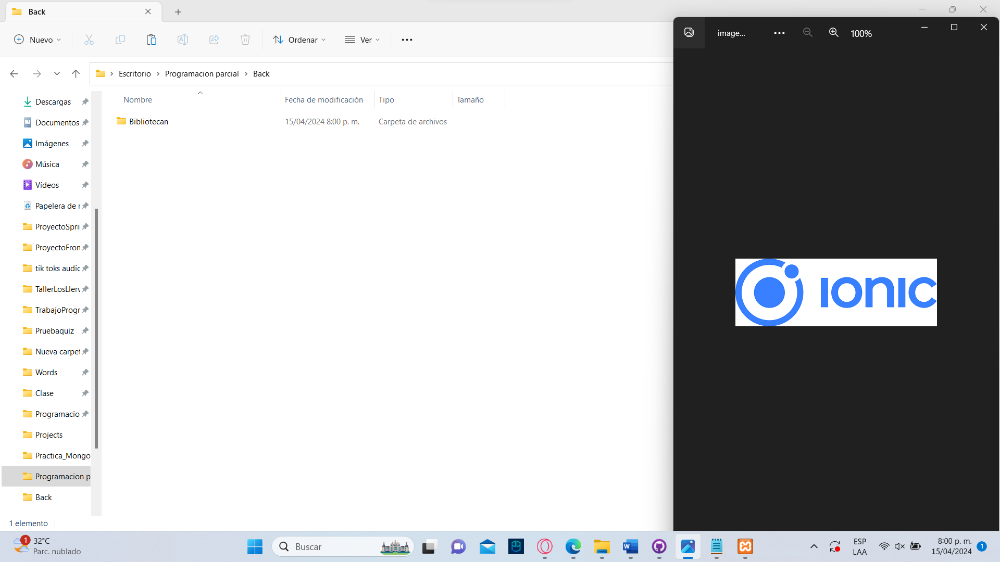 Back
Nuevo
Ordenar
Ver
image...
100%
Escritorio
Programacion parcial
Back
Nombre
Fecha de modificación
Tipo
Tamaño
Bibliotecan
15/04/2024 8:00 p. m.
Carpeta de archivos
Descargas
Documentos
Imágenes
Música
Videos
Papelera de r
ProyectoSpri
ProyectoFron
tik toks audic
TallerLosLlerv
TrabajoProgr
Pruebaquiz
Nueva carpet
Words
Clase
Programacio
Projects
Practica_Mongo
Programacion p
Back
ionic
1 elemento
1
32°C
Parc. nublado
Buscar
ESP
LAA
8:00 p. m.
15/04/2024
1